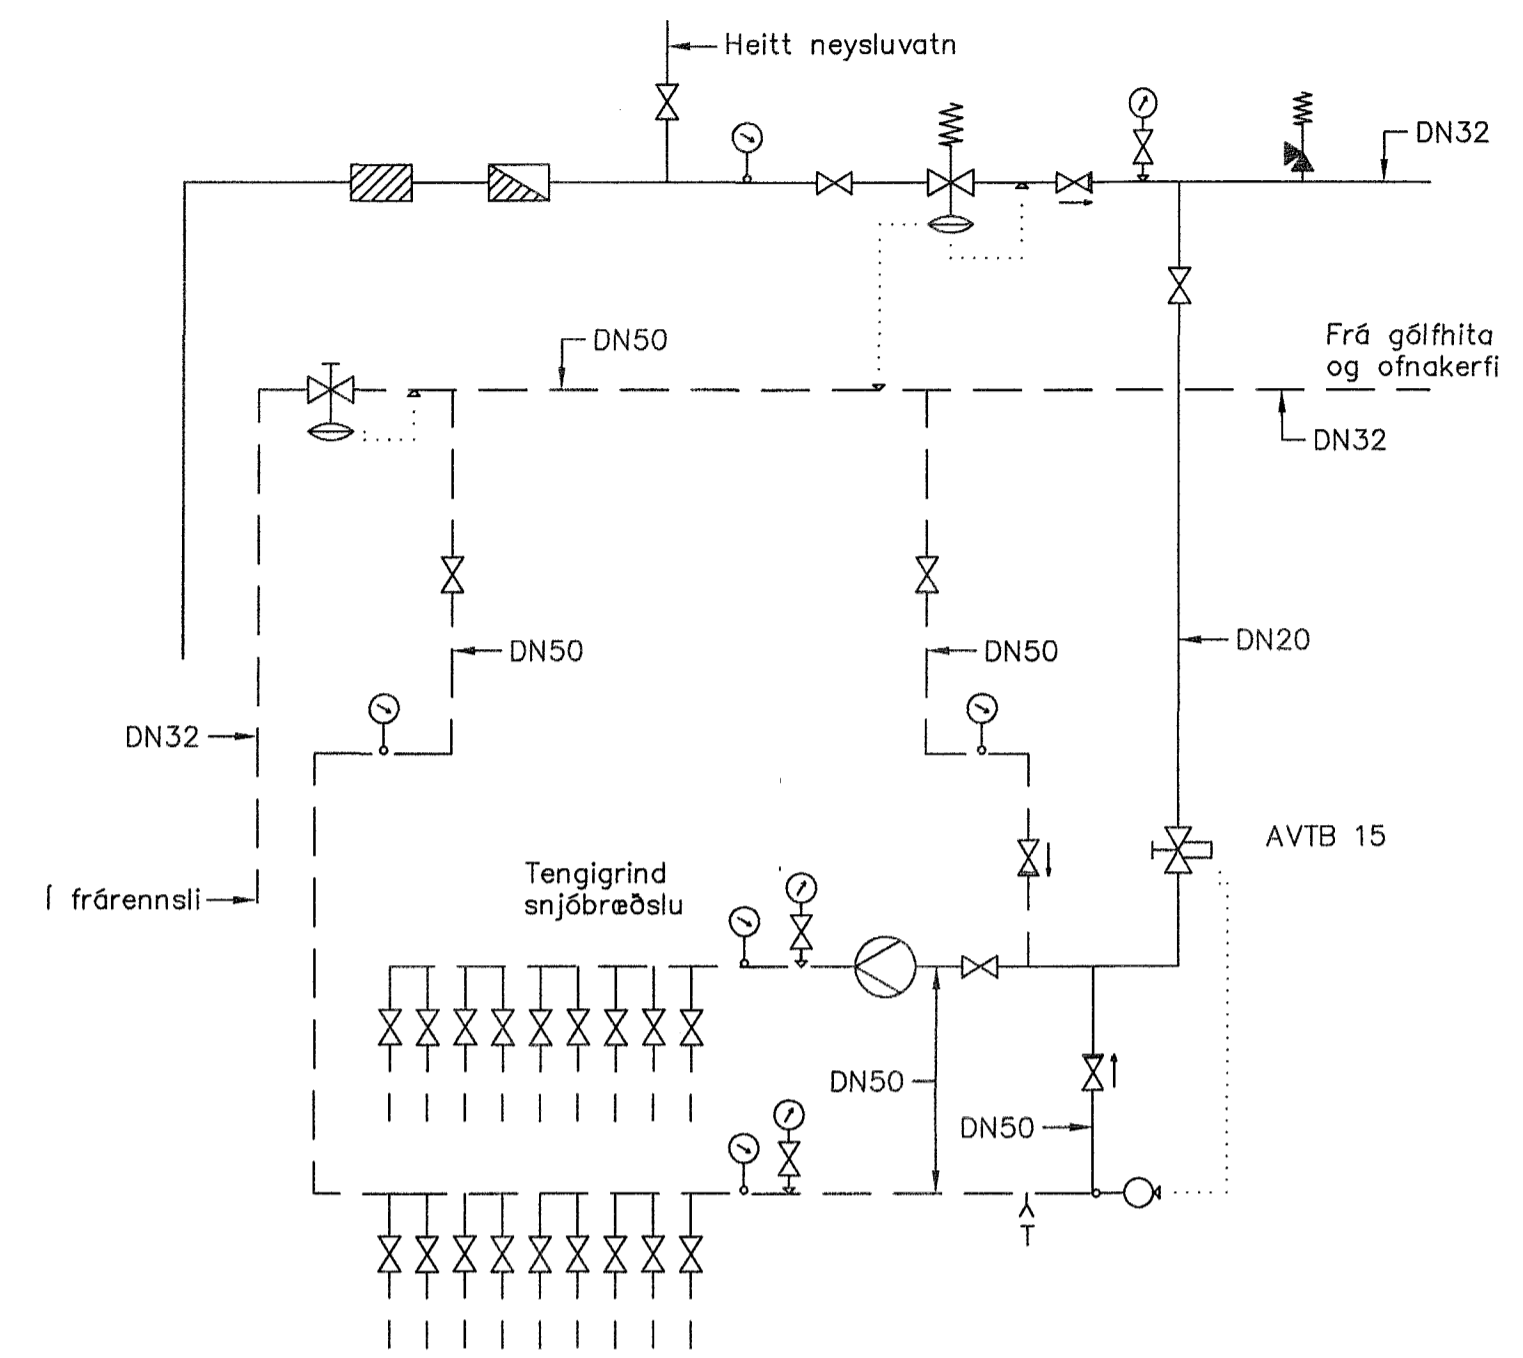 Heitt neysluvatn
DN32
DN50
Frá gólfhita
og ofnakerfi
DN32
DN50
DN50
DN20
DN32
AVTB 15
Í frárennsli
Tengigrind
snjóbræðslu
DN50
DN50